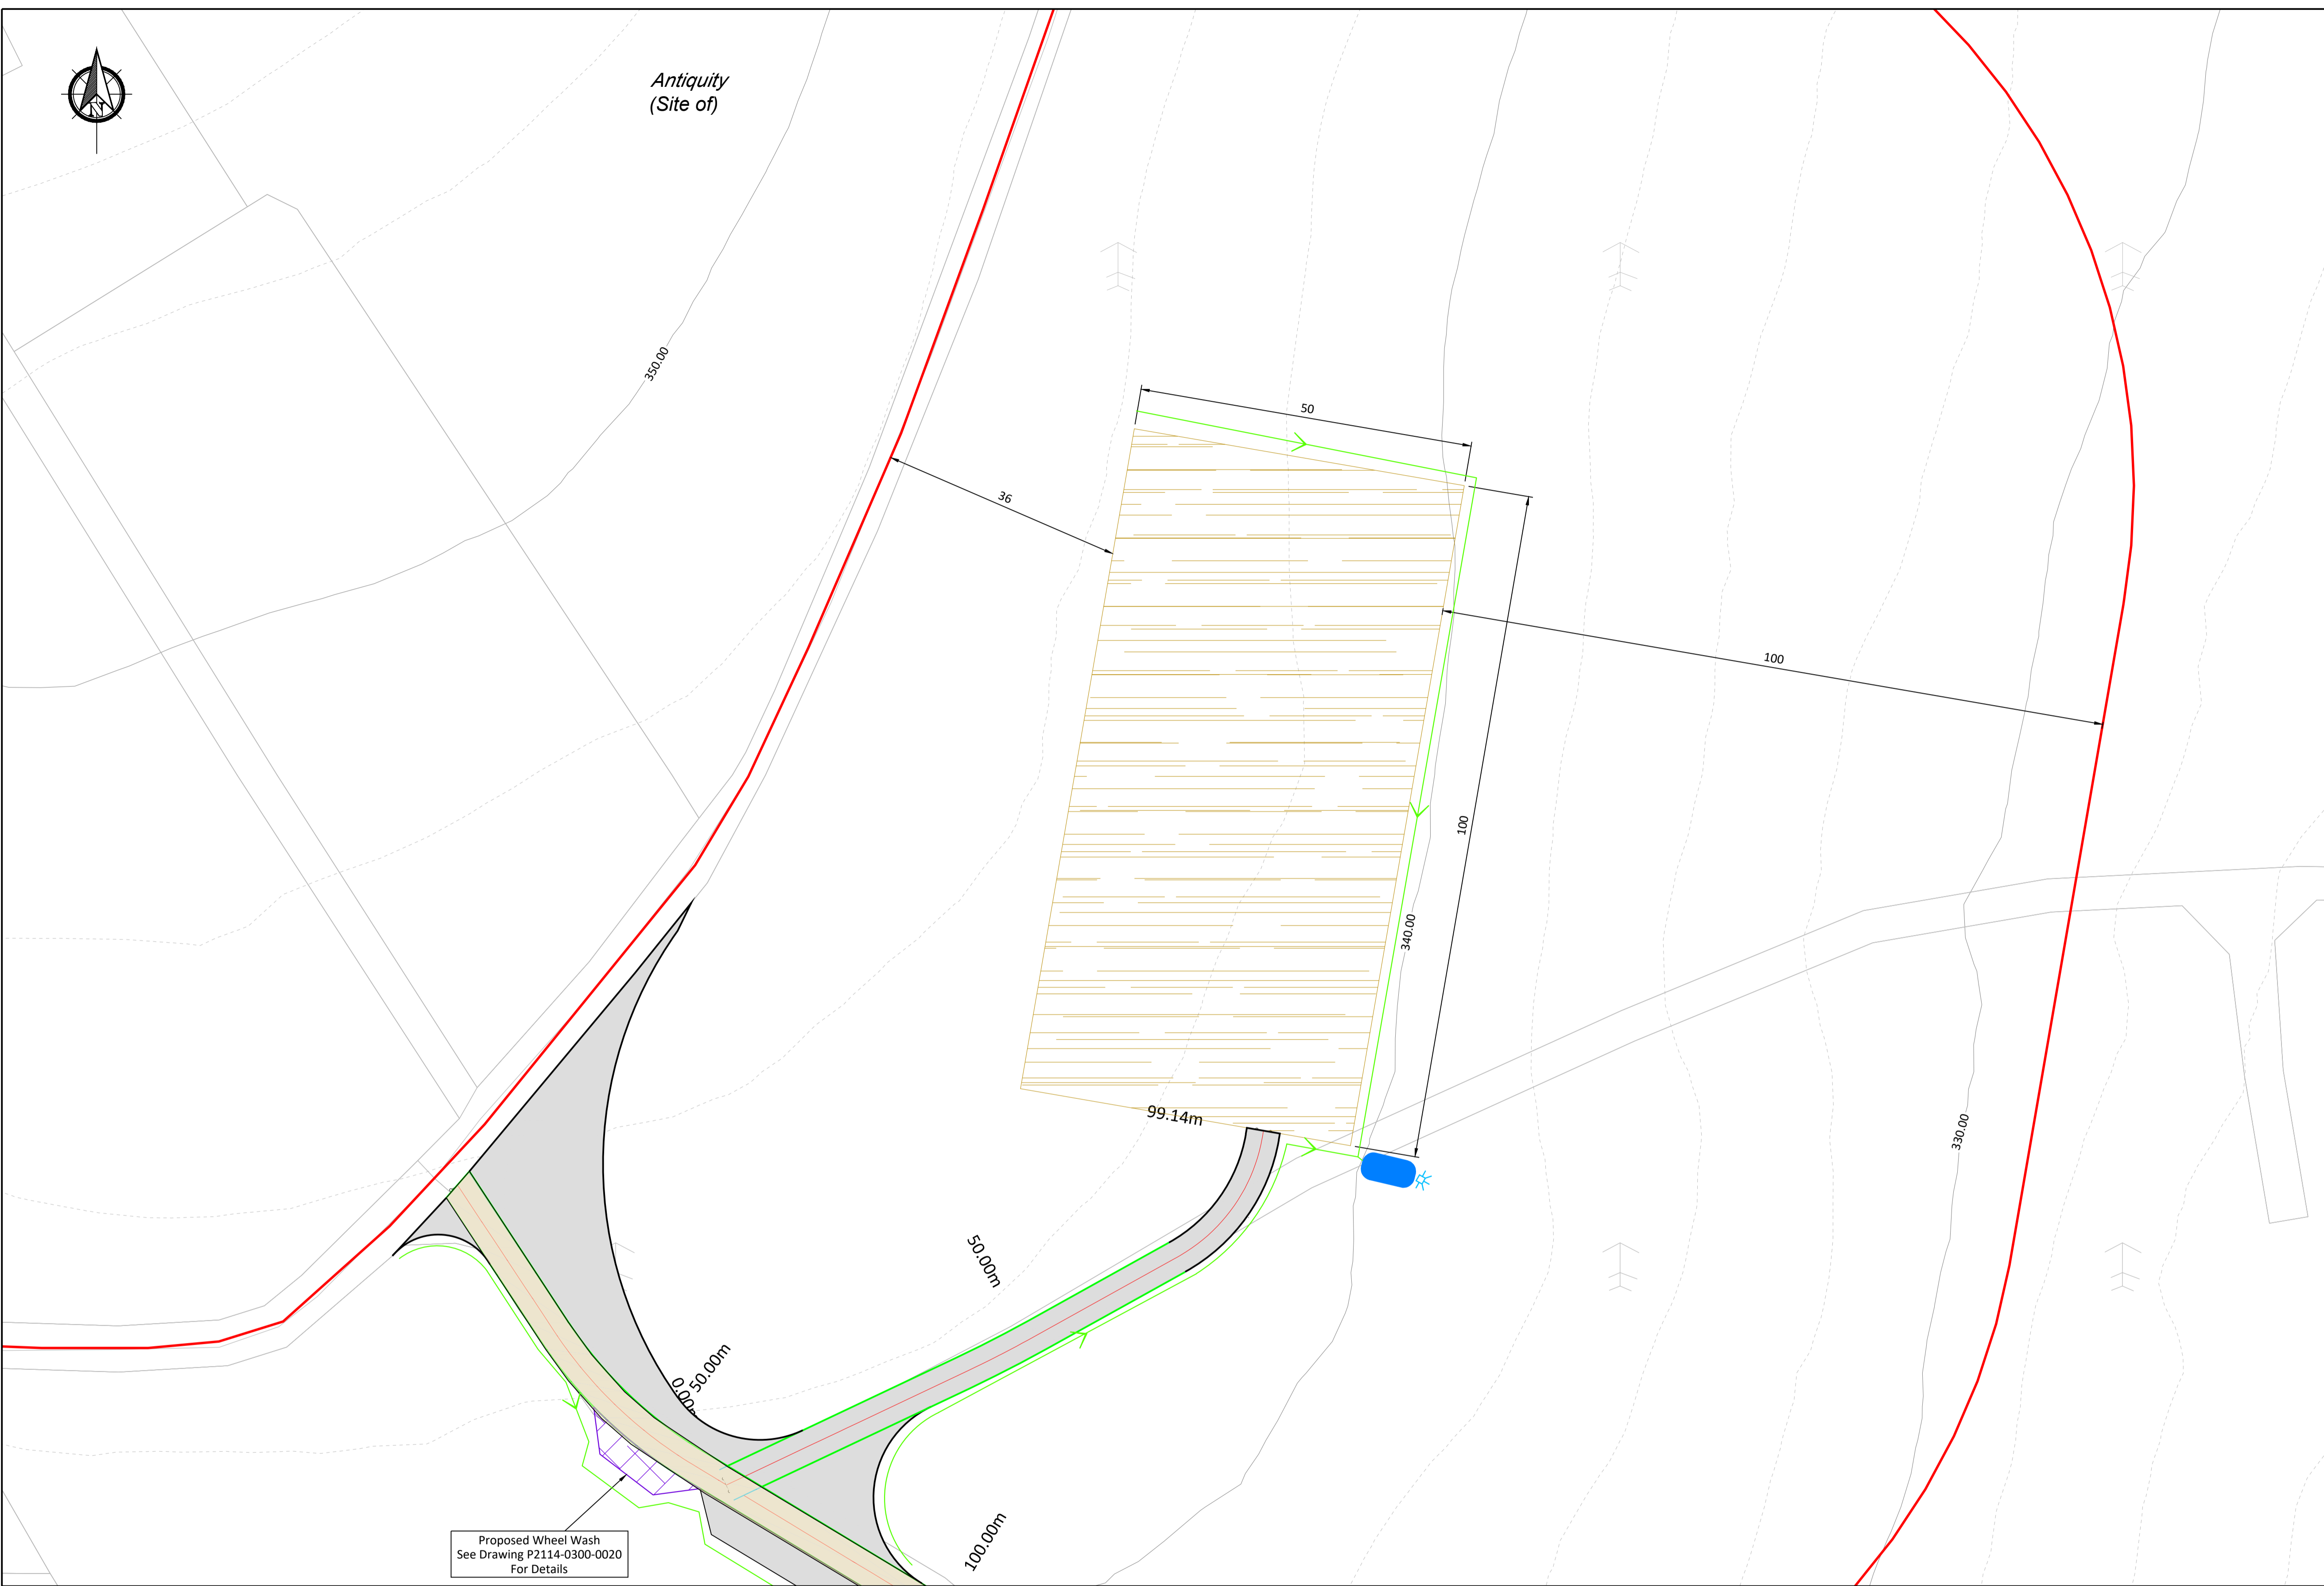 N
Antiquity
(Site of)
350.00
50
36
100
100
340.00
99.14m
330.00
50.00m
50.00m
100.00m
Proposed Wheel Wash
See Drawing P2114-0300-0020
For Details